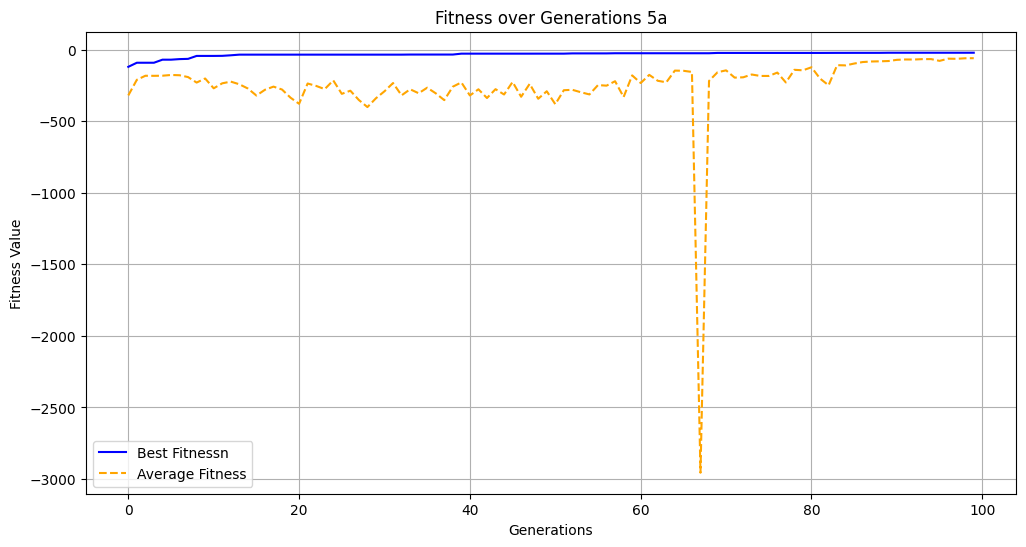 Fitness over Generations 5a
Fitness Value
0
−500
−1000
−1500
−2000
−2500
−3000
Best Fitnessn
Average Fitness
0 20 40 60 80 100
Generations